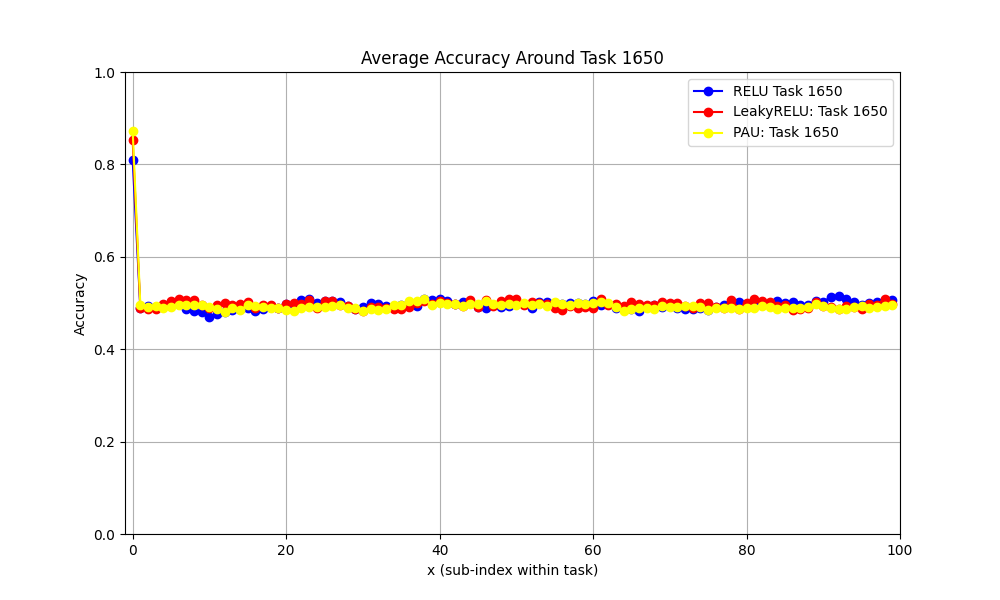 Average Accuracy Around Task 1650
RELU Task 1650
LeakyRELU: Task 1650
PAU: Task 1650
1.0
0.8
0.6
0.4
0.2
0.0
Accuracy
0 20 40 60 80 100
x (sub-index within task)